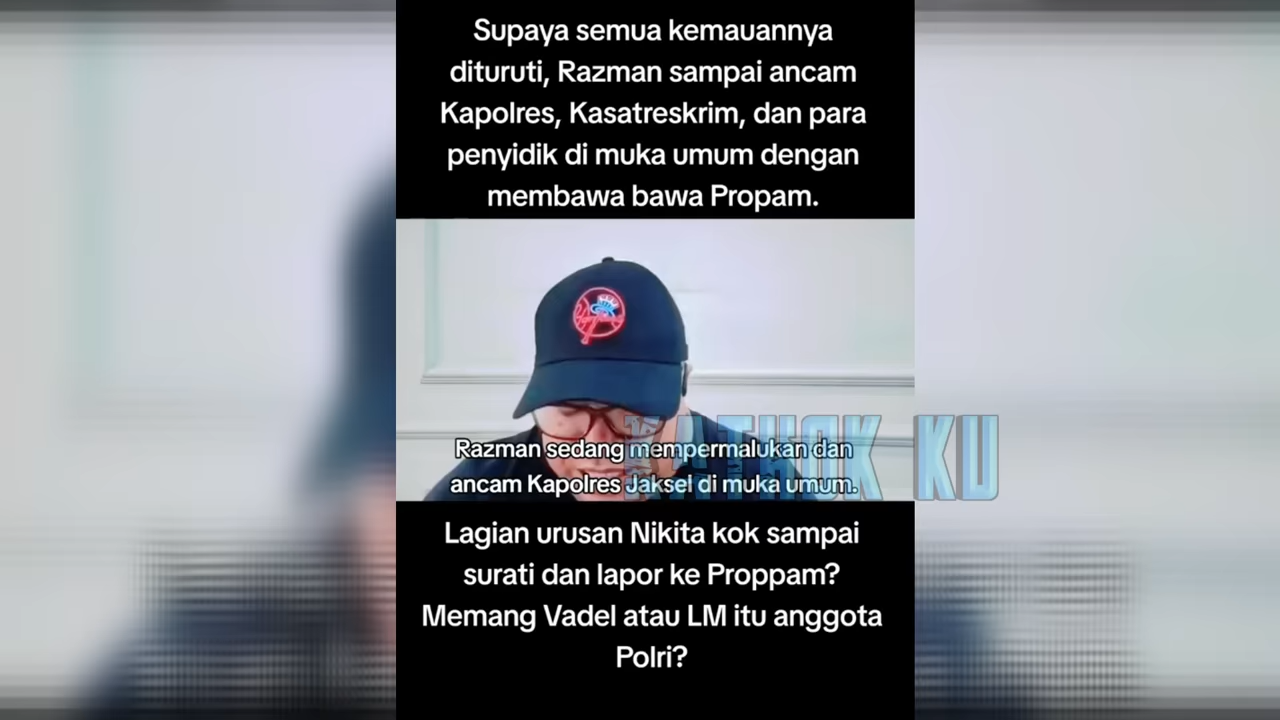 Supaya semua kemauannya
dituruti, Razman sampai ancam
Kapolres, Kasatreskrim, dan para
penyidik di muka umum dengan
membawa bawa Propam.
Razman sedang mempermalukan dan
ancam Kapolres Jaksel di muka umum.
KATHOK KU
Lagian urusan Nikita kok sampai
surati dan lapor ke Proppam?
Memang Vadel atau LM itu anggota
Polri?